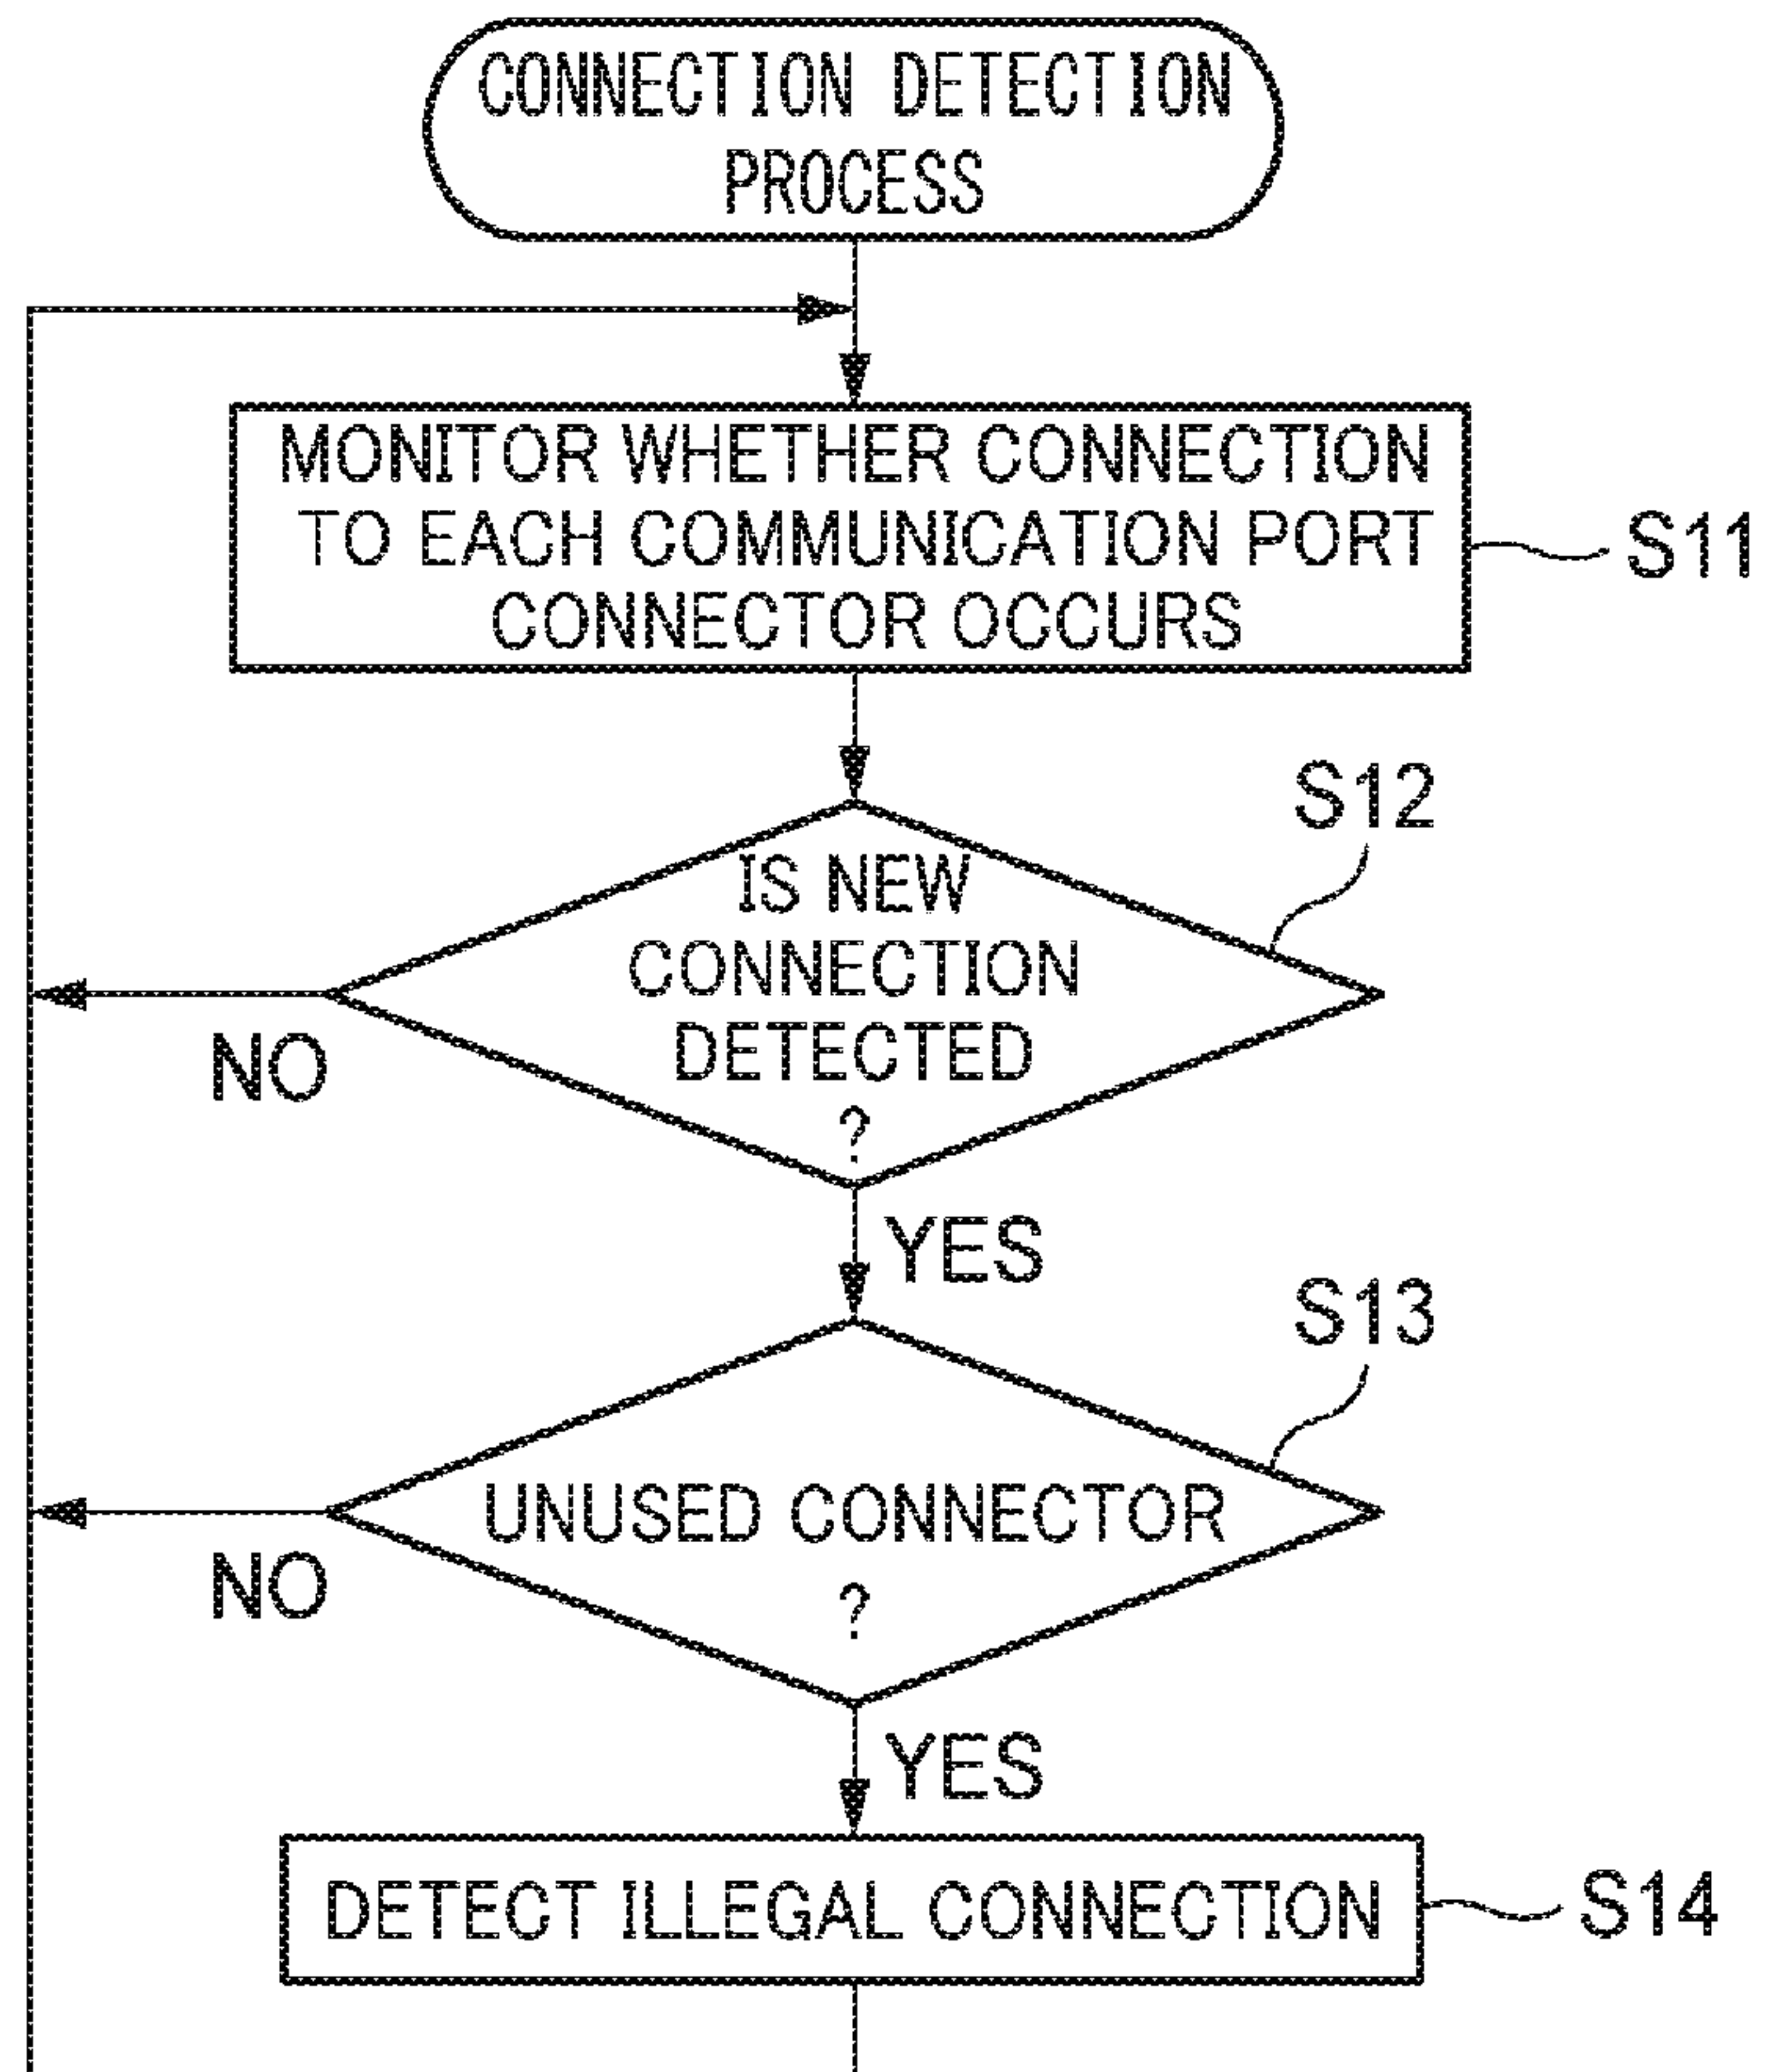 CONNECTION DETECTION
PROCESS
MONITOR WHETHER CONNECTION
TO EACH COMMUNICATION PORT
CONNECTOR OCCURS
S11
S12
IS NEW
CONNECTION
DETECTED
?
NO
YES
S13
UNUSED CONNECTOR
?
NO
YES
DETECT ILLEGAL CONNECTION
S14